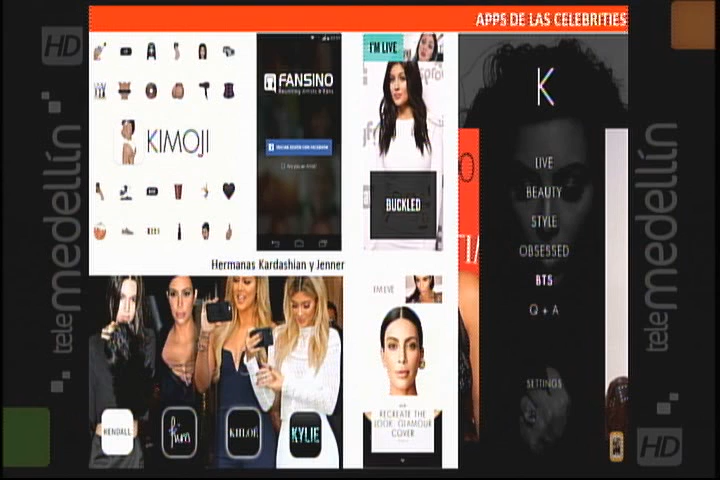 APPS DE LAS CELEBRITIES
HD
telemedellín
KIMOJI
FANSINO
I'M LIVE
BUCKLED
K
LIVE
BEAUTY
STYLE
OBSESSED
BTS
Q + A
SETTINGS
Hermanas Kardashian y Jenner
KENDALL
kim
KHLOÉ
KYLIE
I'M LIVE
RECREATE THE
LOOK: GLAMOUR
COVER
telemedellín
HD